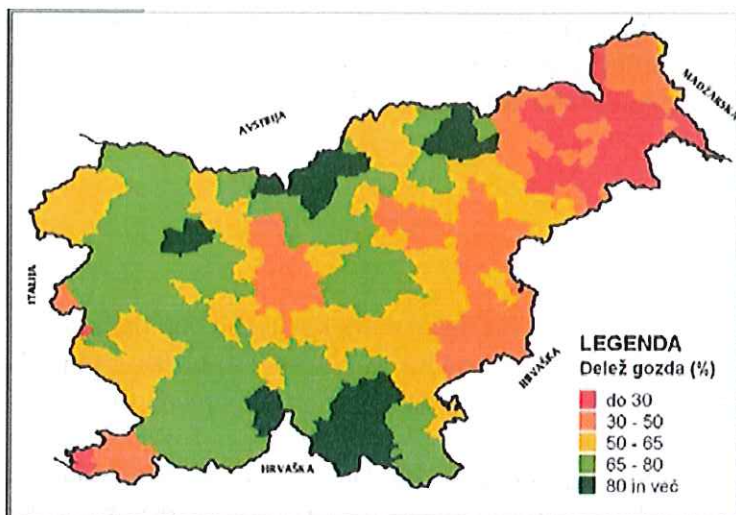 AVSTRIJA
MADŽARSKA
ITALIJA
HRVAŠKA
HRVAŠKA
LEGENDA
Delež gozda (%)
do 30
30 - 50
50 - 65
65 - 80
80 in več